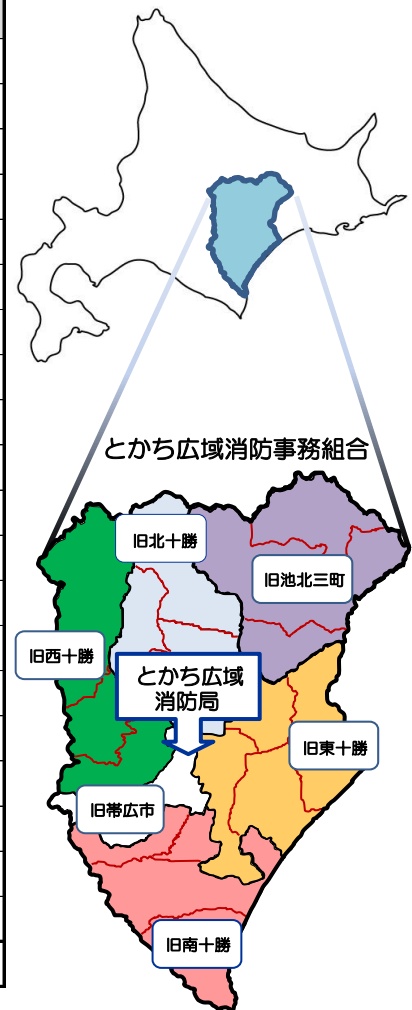 とかち広域消防事務組合
旧北十勝
旧池北三町
旧西十勝
とかち広域
消防局
旧東十勝
旧帯広市
旧南十勝